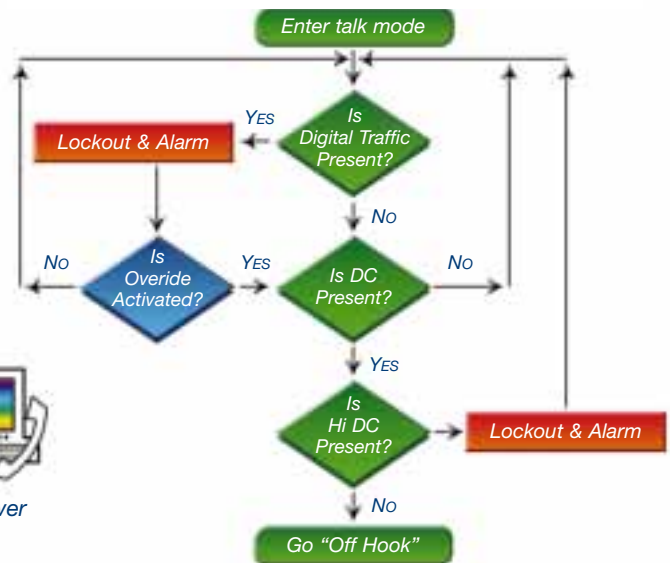 Enter talk mode
Is
Digital Traffic
Present?
YES
Lockout & Alarm
NO
Is
Overide
Activated?
NO
YES
Is DC
Present?
NO
YES
Is
Hi DC
Present?
Lockout & Alarm
NO
Go "Off Hook"